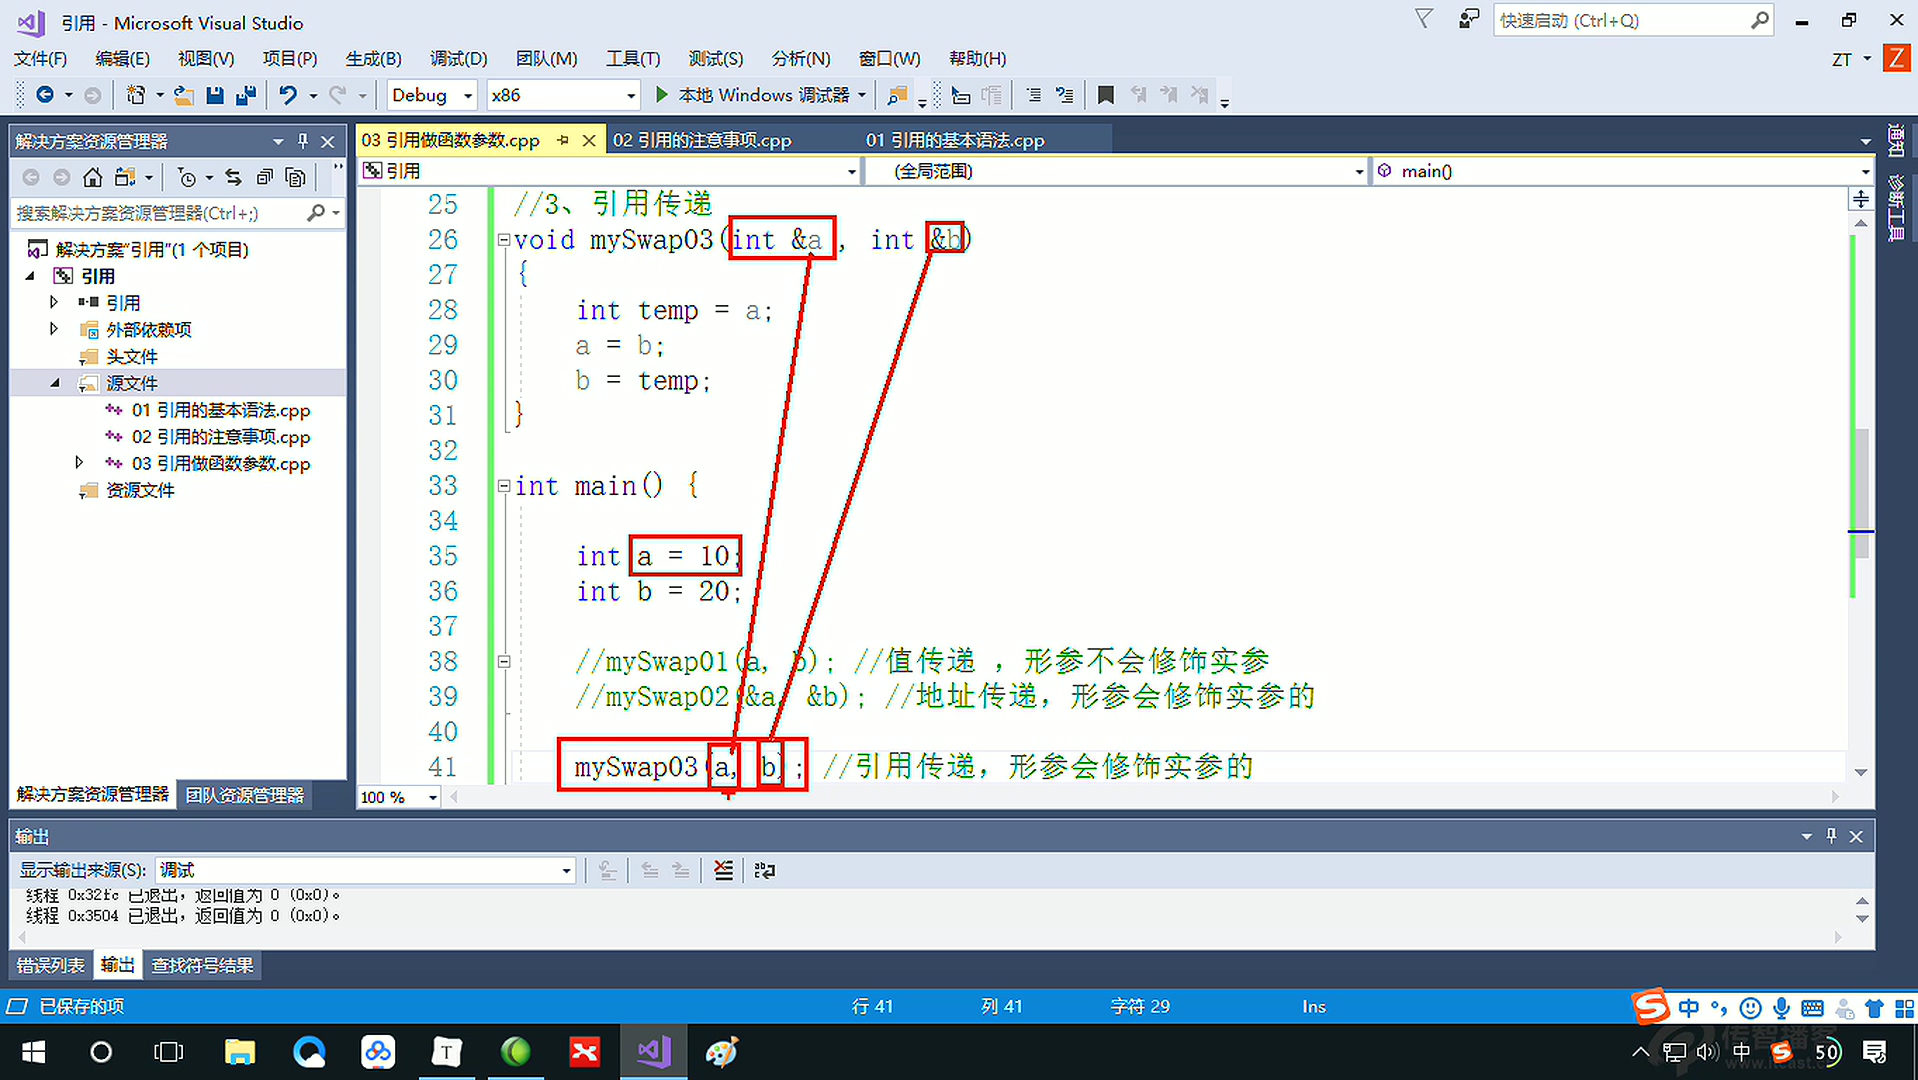 引用 - Microsoft Visual Studio
快速启动 (Ctrl+Q)
文件(F) 编辑(E) 视图(V) 项目(P) 生成(B) 调试(D) 团队(M) 工具(T) 测试(S) 分析(N) 窗口(W) 帮助(H)
ZT Z
Debug x86 本地 Windows 调试器
解决方案资源管理器
搜索解决方案资源管理器(Ctrl+;)
解决方案"引用"(1 个项目)
引用
引用
外部依赖项
头文件
源文件
01 引用的基本语法.cpp
02 引用的注意事项.cpp
03 引用做函数参数.cpp
资源文件
解决方案资源管理器 团队资源管理器
03 引用做函数参数.cpp 02 引用的注意事项.cpp 01 引用的基本语法.cpp
引用 (全局范围) main()
25 //3、引用传递
26 void mySwap03(int &a , int &b)
27 {
28 int temp = a;
29 a = b;
30 b = temp;
31 }
32
33 int main() {
34
35 int a = 10;
36 int b = 20;
37
38 //mySwap01(a, b); //值传递 ，形参不会修饰实参
39 //mySwap02(&a, &b); //地址传递，形参会修饰实参的
40
41 mySwap03(a, b); //引用传递，形参会修饰实参的
100 %
通知
诊断工具
输出
显示输出来源(S): 调试
线程 0x32fc 已退出，返回值为 0 (0x0)。
线程 0x3504 已退出，返回值为 0 (0x0)。
错误列表 输出 查找符号结果
已保存的项 行 41 列 41 字符 29 Ins
中
T 中 50
传智播客